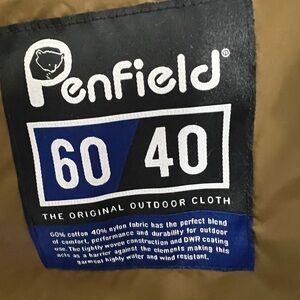 Penfield®
60/40
THE ORIGINAL OUTDOOR CLOTH
60% cotton 40% nylon fabric has the perfect blend
of comfort, performance and durability for outdoor
use. The tightly woven construction and DWR coating
acts as a barrier against the elements making this
garment highly water and wind resistant.